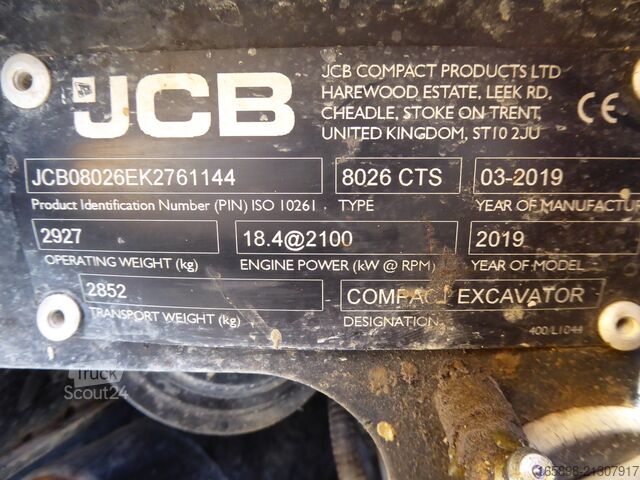 JCB
JCB COMPACT PRODUCTS LTD
HAREWOOD ESTATE, LEEK RD,
CHEADLE, STOKE ON TRENT,
UNITED KINGDOM, ST10 2JU
CE
JCB08026EK2761144
8026 CTS
03-2019
Product Identification Number (PIN) ISO 10261
TYPE
YEAR OF MANUFACTUR
2927
18.4@2100
2019
OPERATING WEIGHT (kg)
ENGINE POWER (kW @ RPM)
YEAR OF MODEL
2852
COMPACT EXCAVATOR
TRANSPORT WEIGHT (kg)
DESIGNATION
400/L1044
Truck
Scout24
165898-21307917